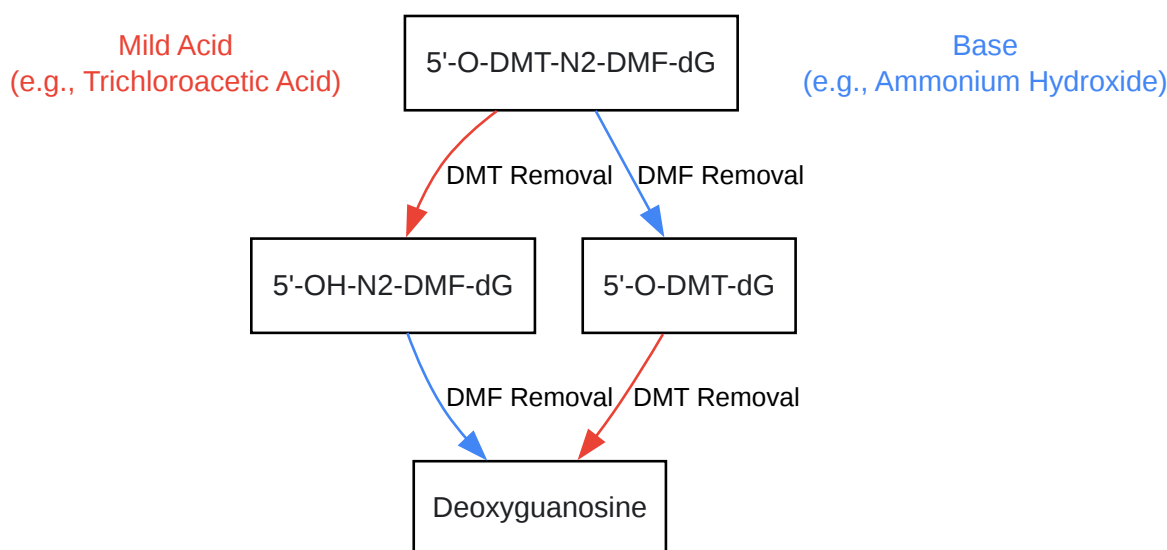 Mild Acid
(e.g., Trichloroacetic Acid)
5'-O-DMT-N2-DMF-dG
Base
(e.g., Ammonium Hydroxide)
DMT Removal
DMF Removal
5'-OH-N2-DMF-dG
5'-O-DMT-dG
DMF Removal
DMT Removal
Deoxyguanosine